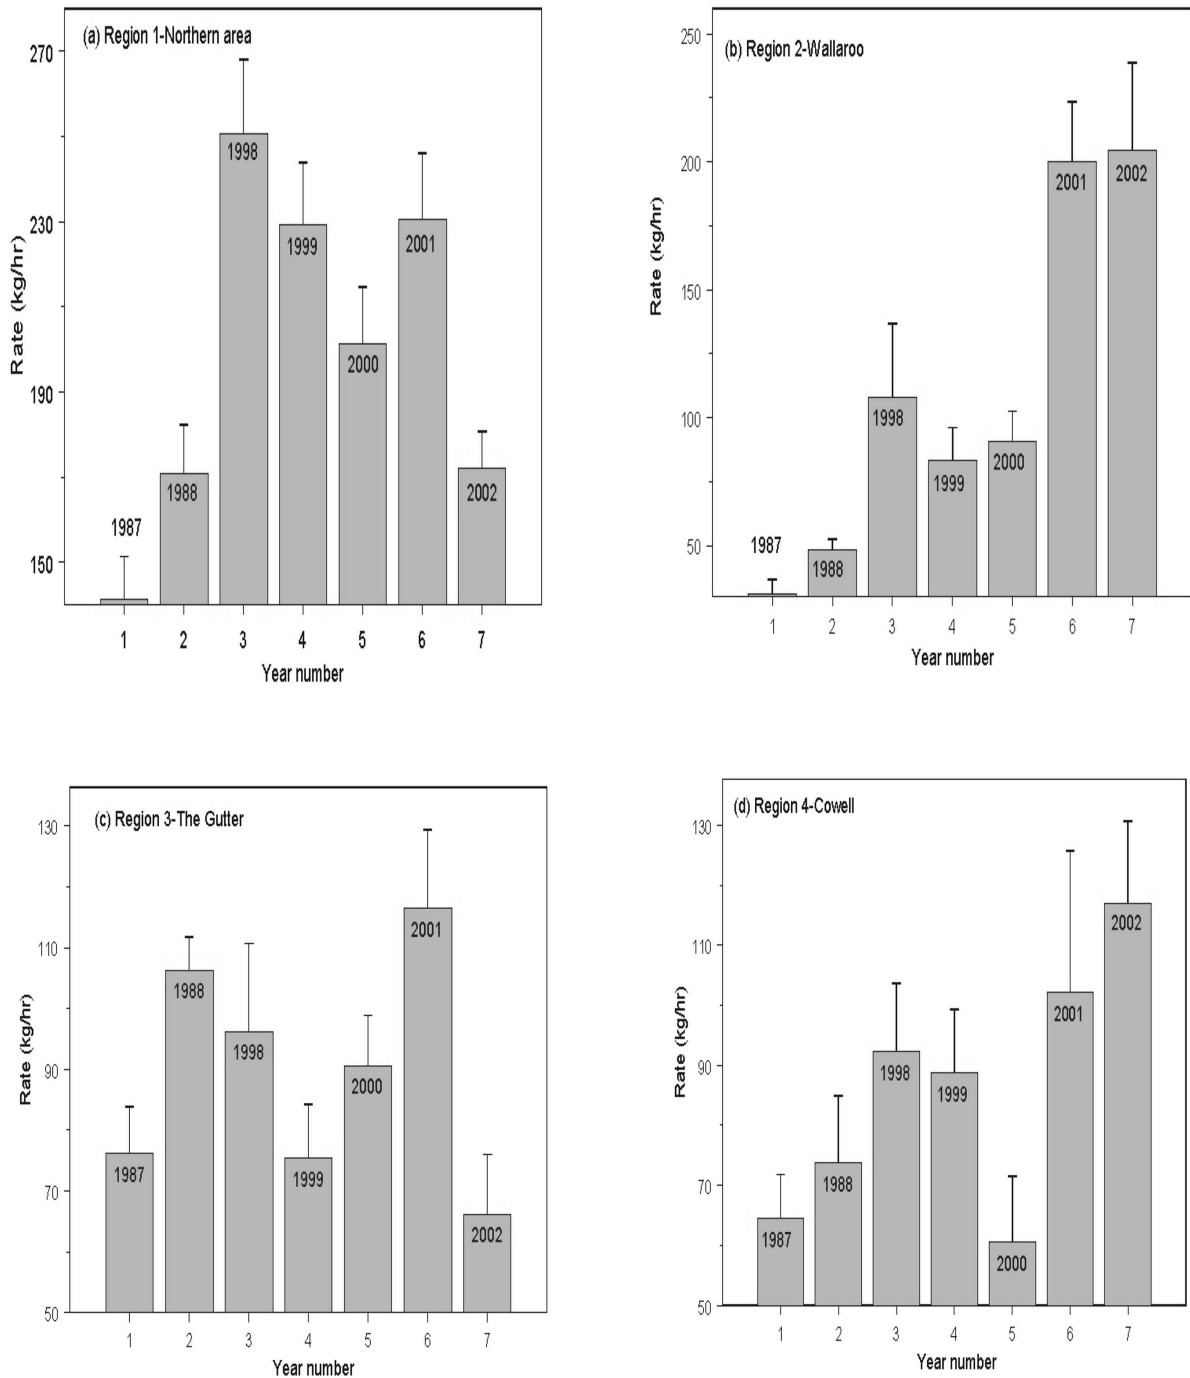 (a) Region 1-Northern area
Rate (kg/hr)
270
230
190
150
1987
1988
1998
1999
2000
2001
2002
1 2 3 4 5 6 7
Year number
(b) Region 2-Wallaroo
Rate (kg/hr)
250
200
150
100
50
1987
1988
1998
1999
2000
2001
2002
1 2 3 4 5 6 7
Year number
(c) Region 3-The Gutter
Rate (kg/hr)
130
110
90
70
50
1987
1988
1998
1999
2000
2001
2002
1 2 3 4 5 6 7
Year number
(d) Region 4-Cowell
Rate (kg/hr)
130
110
90
70
50
1987
1988
1998
1999
2000
2001
2002
1 2 3 4 5 6 7
Year number